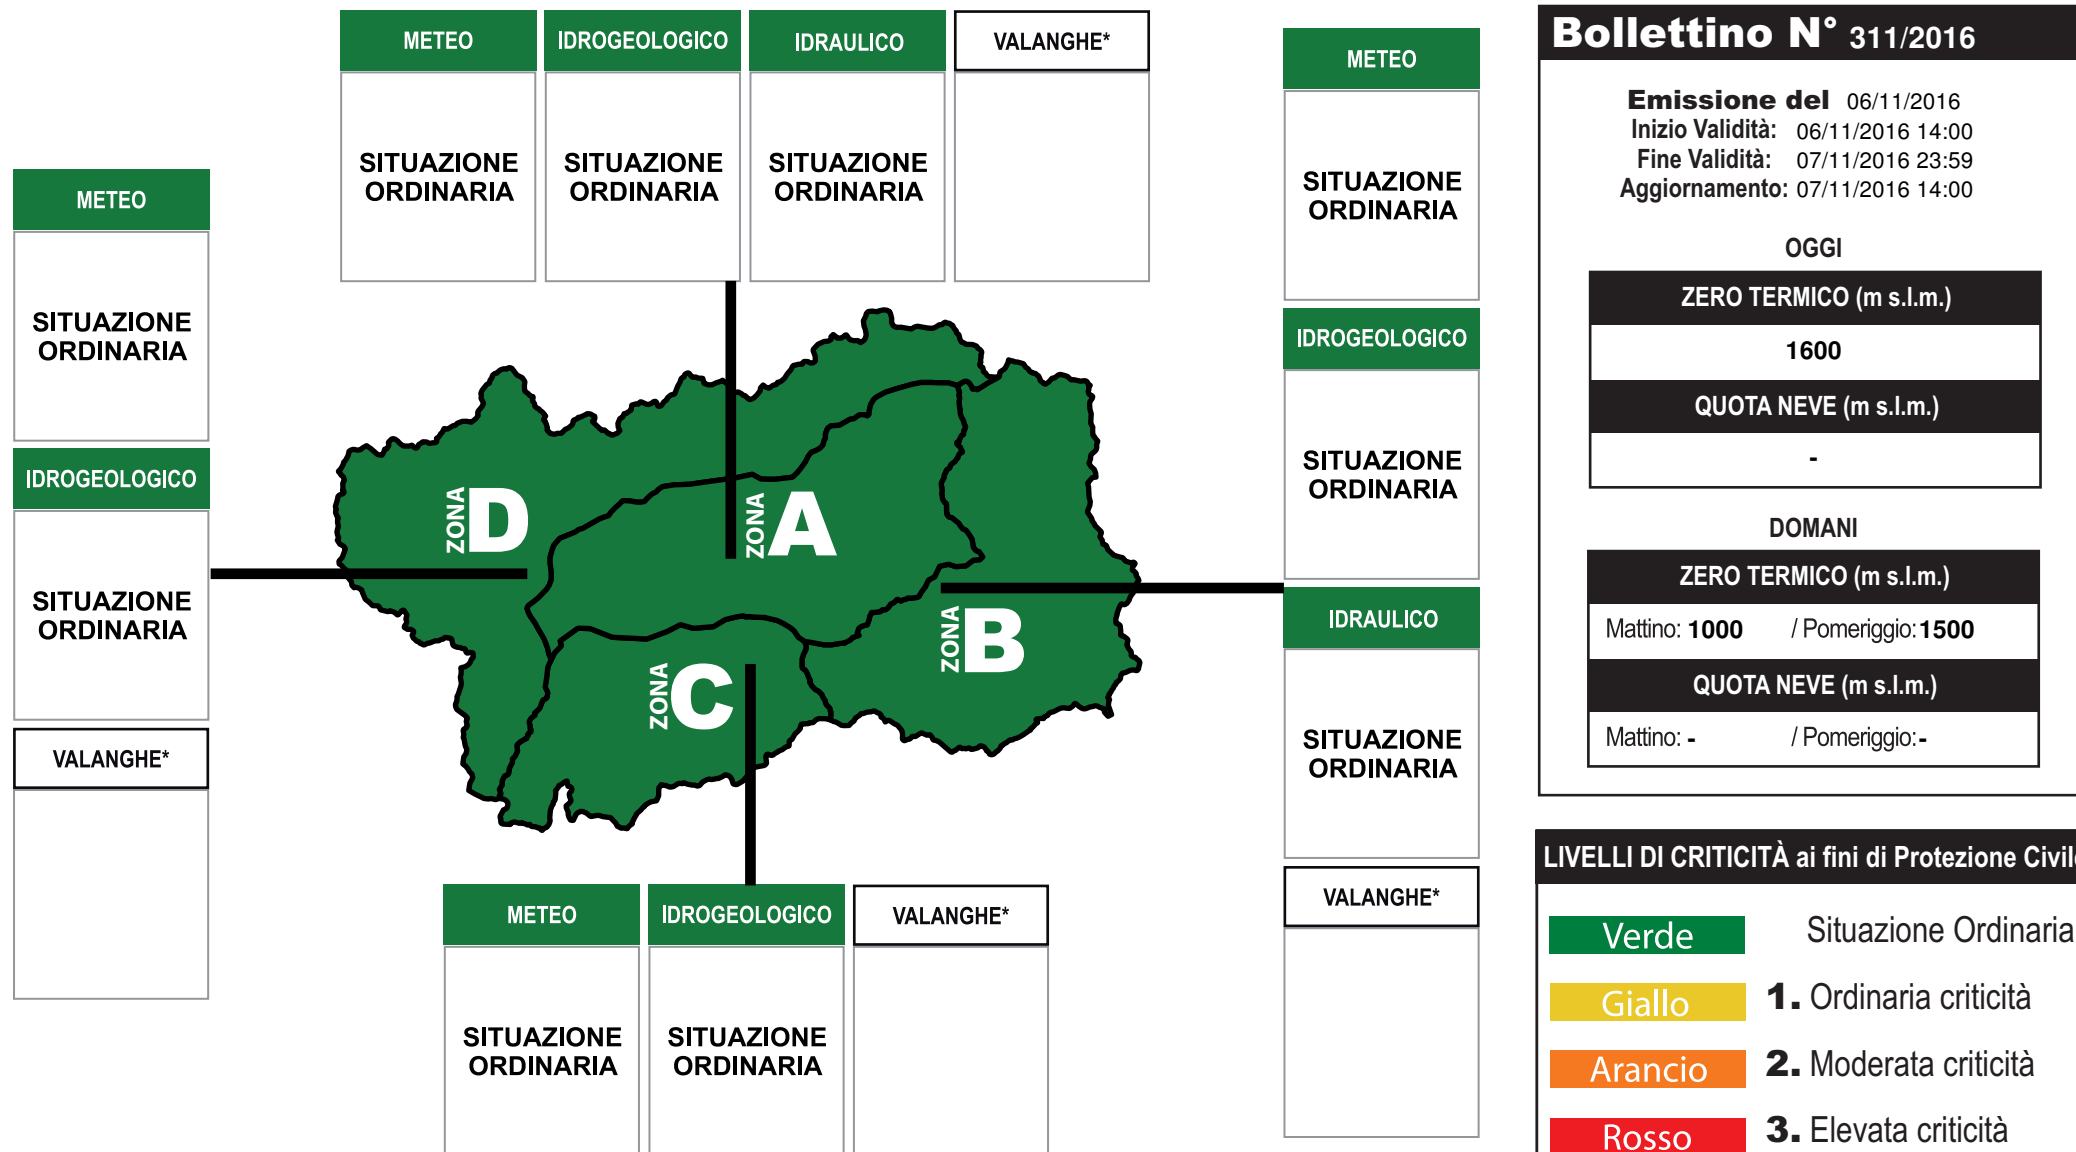 METEO
IDROGEOLOGICO
IDRAULICO
VALANGHE*
SITUAZIONE
ORDINARIA
SITUAZIONE
ORDINARIA
SITUAZIONE
ORDINARIA
METEO
SITUAZIONE
ORDINARIA
IDROGEOLOGICO
SITUAZIONE
ORDINARIA
VALANGHE*
ZONA D
ZONA A
ZONA B
ZONA C
METEO
SITUAZIONE
ORDINARIA
IDROGEOLOGICO
SITUAZIONE
ORDINARIA
IDRAULICO
SITUAZIONE
ORDINARIA
VALANGHE*
METEO
IDROGEOLOGICO
VALANGHE*
SITUAZIONE
ORDINARIA
SITUAZIONE
ORDINARIA
Bollettino N° 311/2016
Emissione del 06/11/2016
Inizio Validità: 06/11/2016 14:00
Fine Validità: 07/11/2016 23:59
Aggiornamento: 07/11/2016 14:00
OGGI
ZERO TERMICO (m s.l.m.)
1600
QUOTA NEVE (m s.l.m.)
-
DOMANI
ZERO TERMICO (m s.l.m.)
Mattino: 1000 / Pomeriggio: 1500
QUOTA NEVE (m s.l.m.)
Mattino: - / Pomeriggio: -
LIVELLI DI CRITICITÀ ai fini di Protezione Civile
Verde Situazione Ordinaria
Giallo 1. Ordinaria criticità
Arancio 2. Moderata criticità
Rosso 3. Elevata criticità